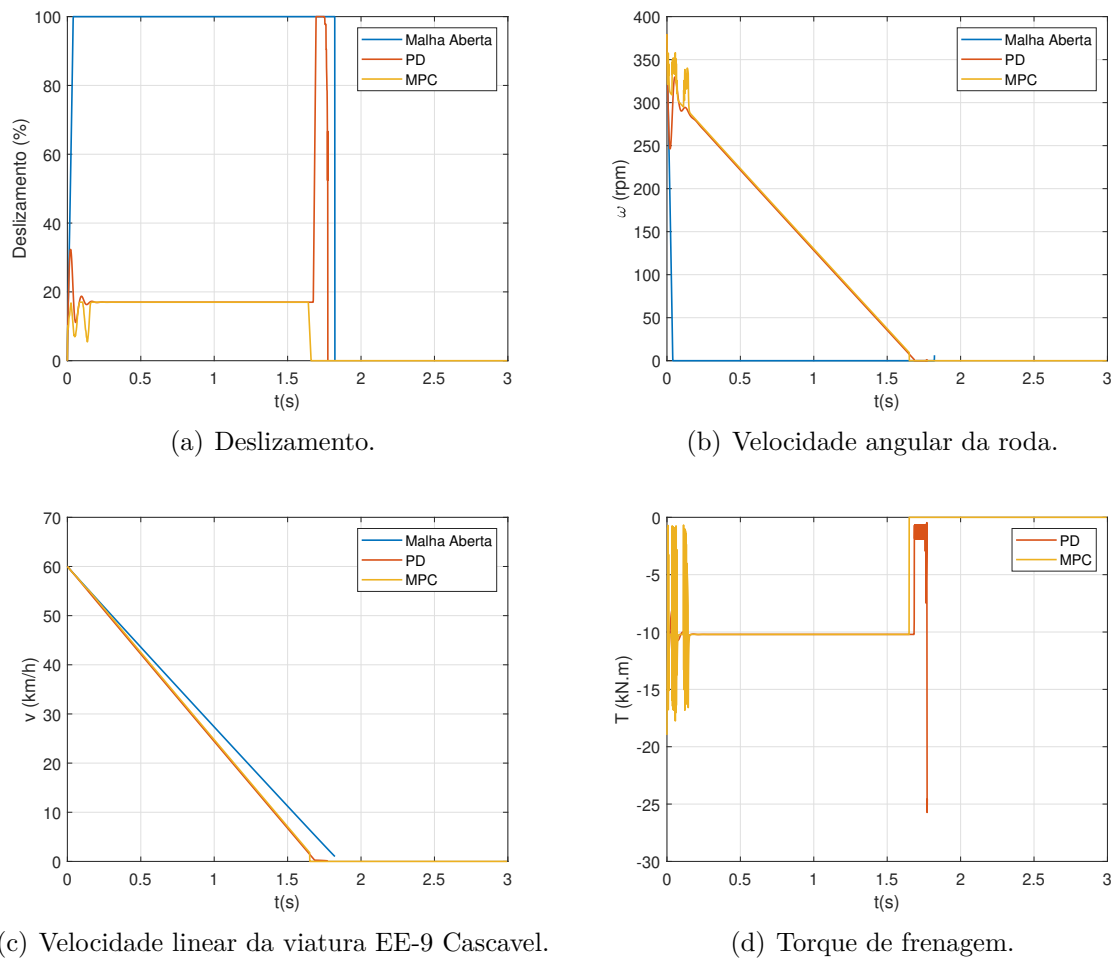 100
80
60
40
20
0
Deslizamento (%)
0 0.5 1 1.5 2 2.5 3
t(s)
Malha Aberta
PD
MPC
(a) Deslizamento.
400
350
300
250
200
150
100
50
0
ω (rpm)
0 0.5 1 1.5 2 2.5 3
t(s)
Malha Aberta
PD
MPC
(b) Velocidade angular da roda.
70
60
50
40
30
20
10
0
v (km/h)
0 0.5 1 1.5 2 2.5 3
t(s)
Malha Aberta
PD
MPC
(c) Velocidade linear da viatura EE-9 Cascavel.
0
-5
-10
-15
-20
-25
-30
T (kN.m)
0 0.5 1 1.5 2 2.5 3
t(s)
PD
MPC
(d) Torque de frenagem.